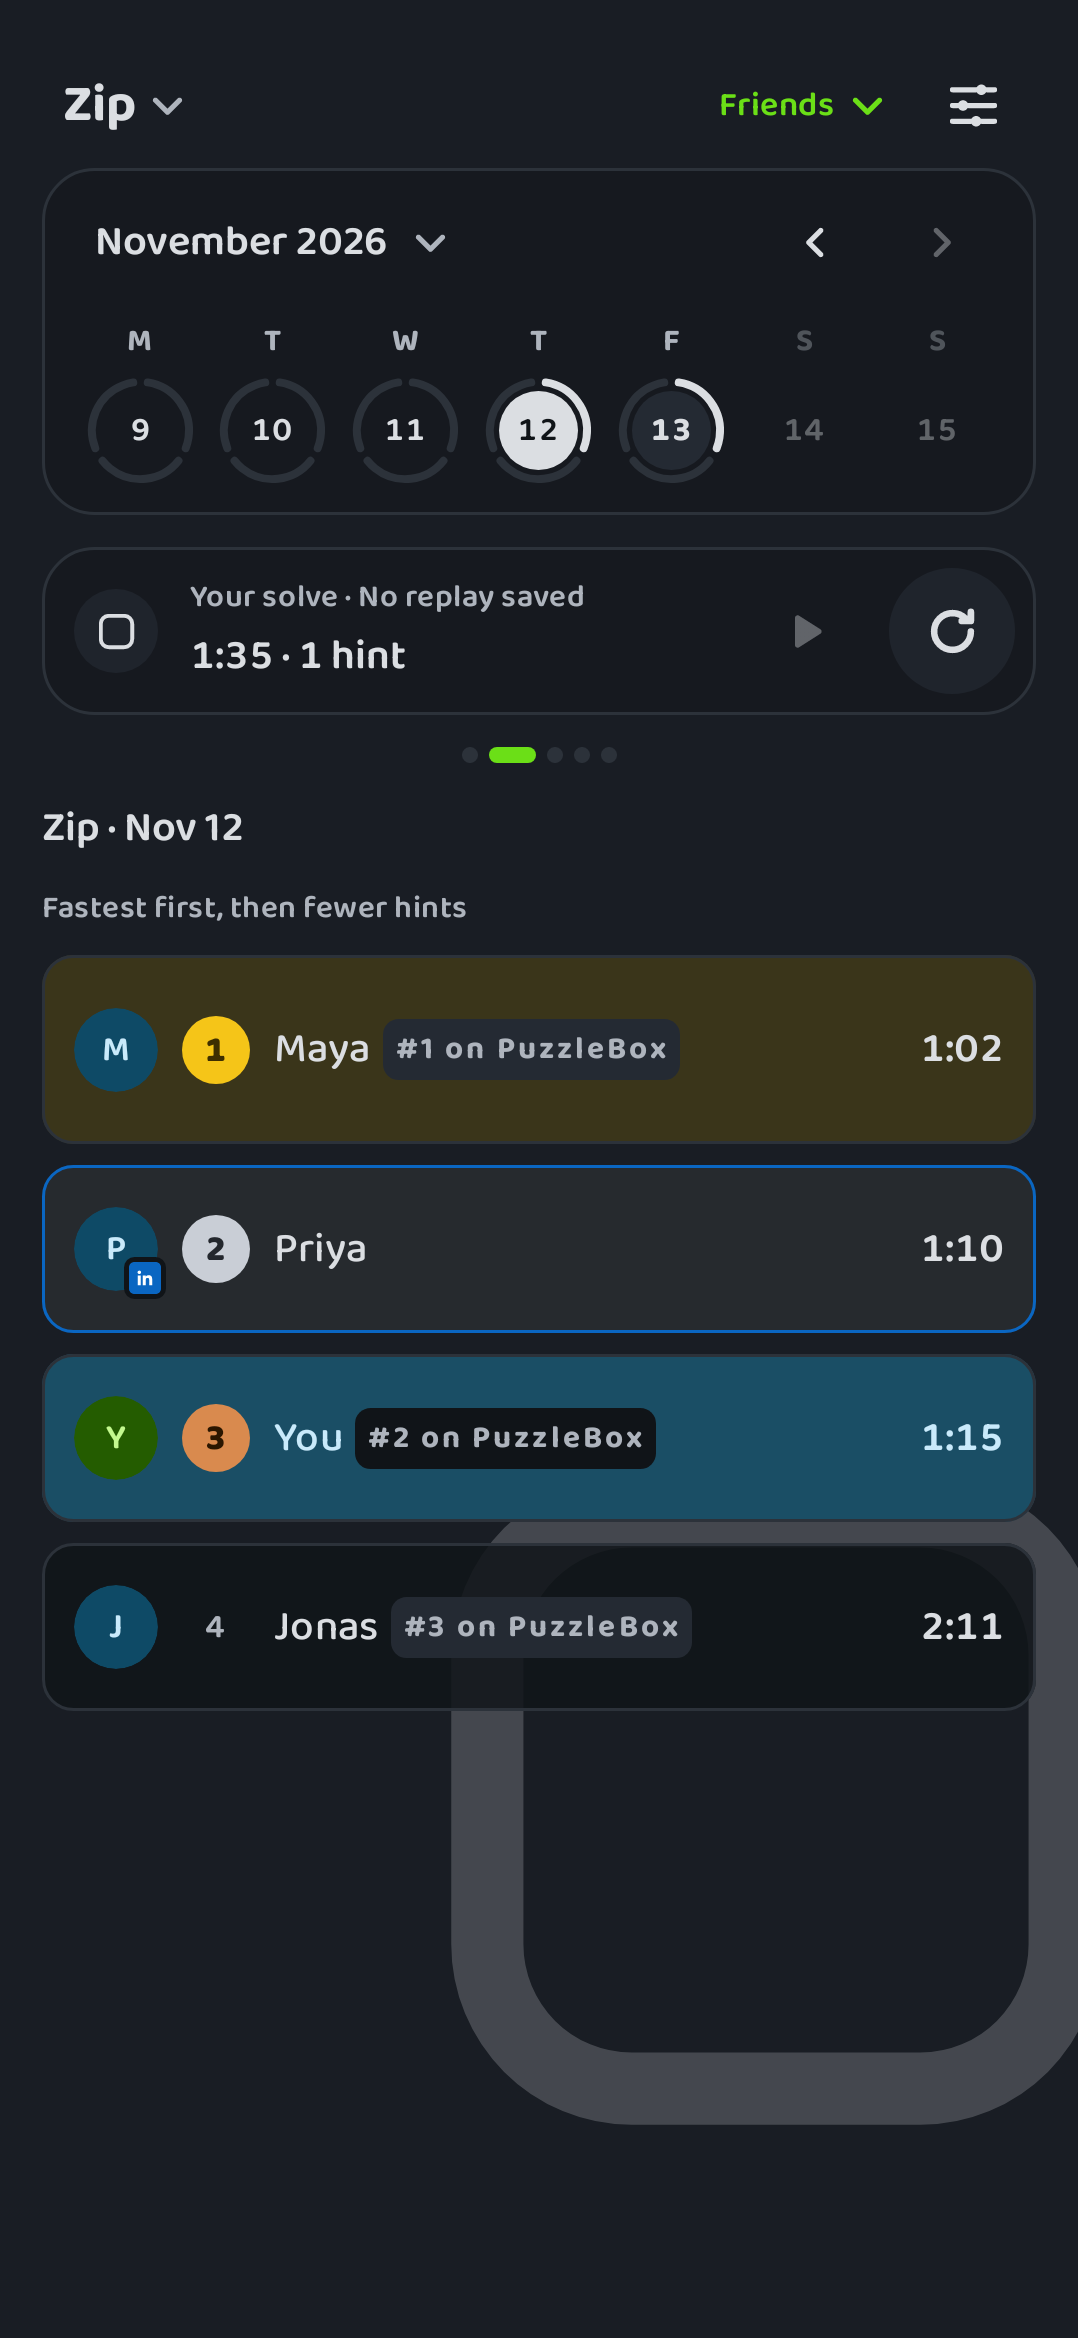 Zip
Friends
November 2026
M T W T F S S
9 10 11 12 13 14 15
Your solve · No replay saved
1:35 · 1 hint
Zip · Nov 12
Fastest first, then fewer hints
M 1 Maya #1 on PuzzleBox 1:02
P in 2 Priya 1:10
Y 3 You #2 on PuzzleBox 1:15
J 4 Jonas #3 on PuzzleBox 2:11